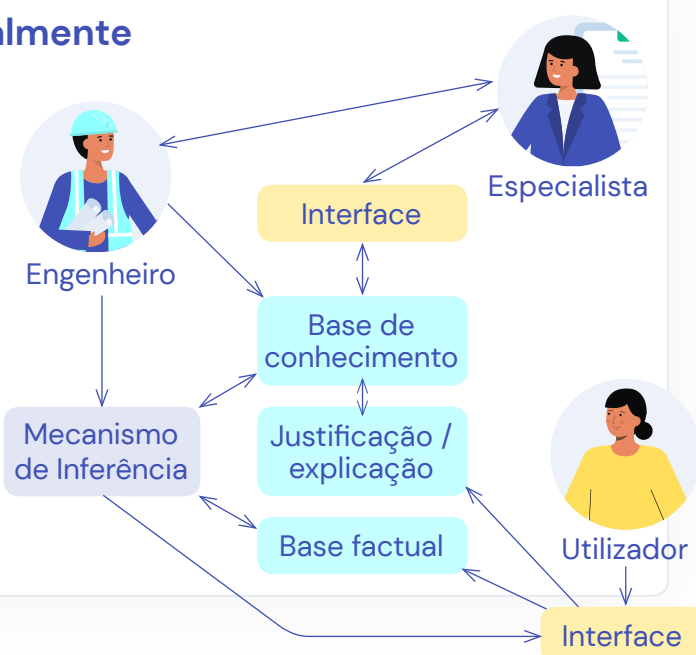 almente
Especialista
Interface
Engenheiro
Base de
conhecimento
Mecanismo
de Inferência
Justificação /
explicação
Base factual
Utilizador
Interface